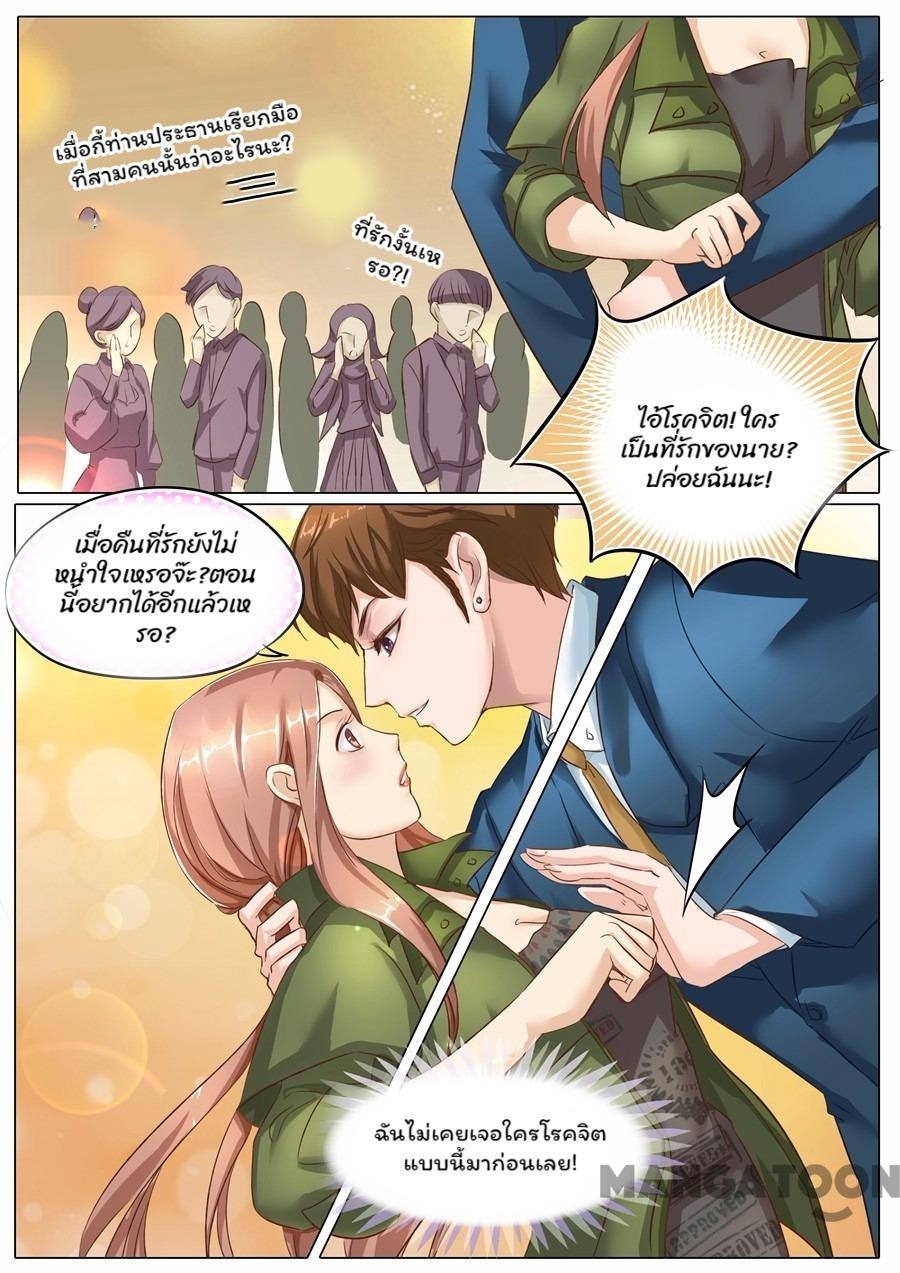 เมื่อกี้ท่านประธานเรียกมือ
ที่สามคนนั้นว่าอะไรนะ?
ที่รักงั้นเห
รอ?!
ไอ้โรคจิต! ใคร
เป็นที่รักของนาย?
ปล่อยฉันนะ!
เมื่อคืนที่รักยังไม่
หนำใจเหรอจ๊ะ?ตอน
นี้อยากได้อีกแล้วเห
รอ?
ฉันไม่เคยเจอใครโรคจิต
แบบนี้มาก่อนเลย!
MANGATOON
APPROVED